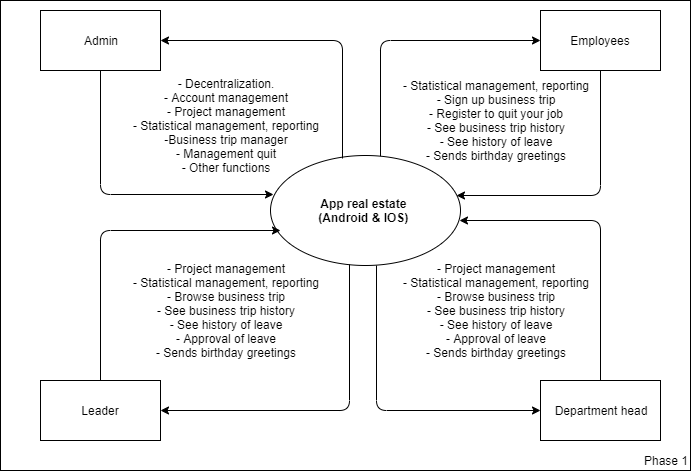 Admin
Employees
- Decentralization.
- Account management
- Project management
- Statistical management, reporting
-Business trip manager
- Management quit
- Other functions
- Statistical management, reporting
- Sign up business trip
- Register to quit your job
- See business trip history
- See history of leave
- Sends birthday greetings
App real estate
(Android & IOS)
- Project management
- Statistical management, reporting
- Browse business trip
- See business trip history
- See history of leave
- Approval of leave
- Sends birthday greetings
- Project management
- Statistical management, reporting
- Browse business trip
- See business trip history
- See history of leave
- Approval of leave
- Sends birthday greetings
Leader
Department head
Phase 1